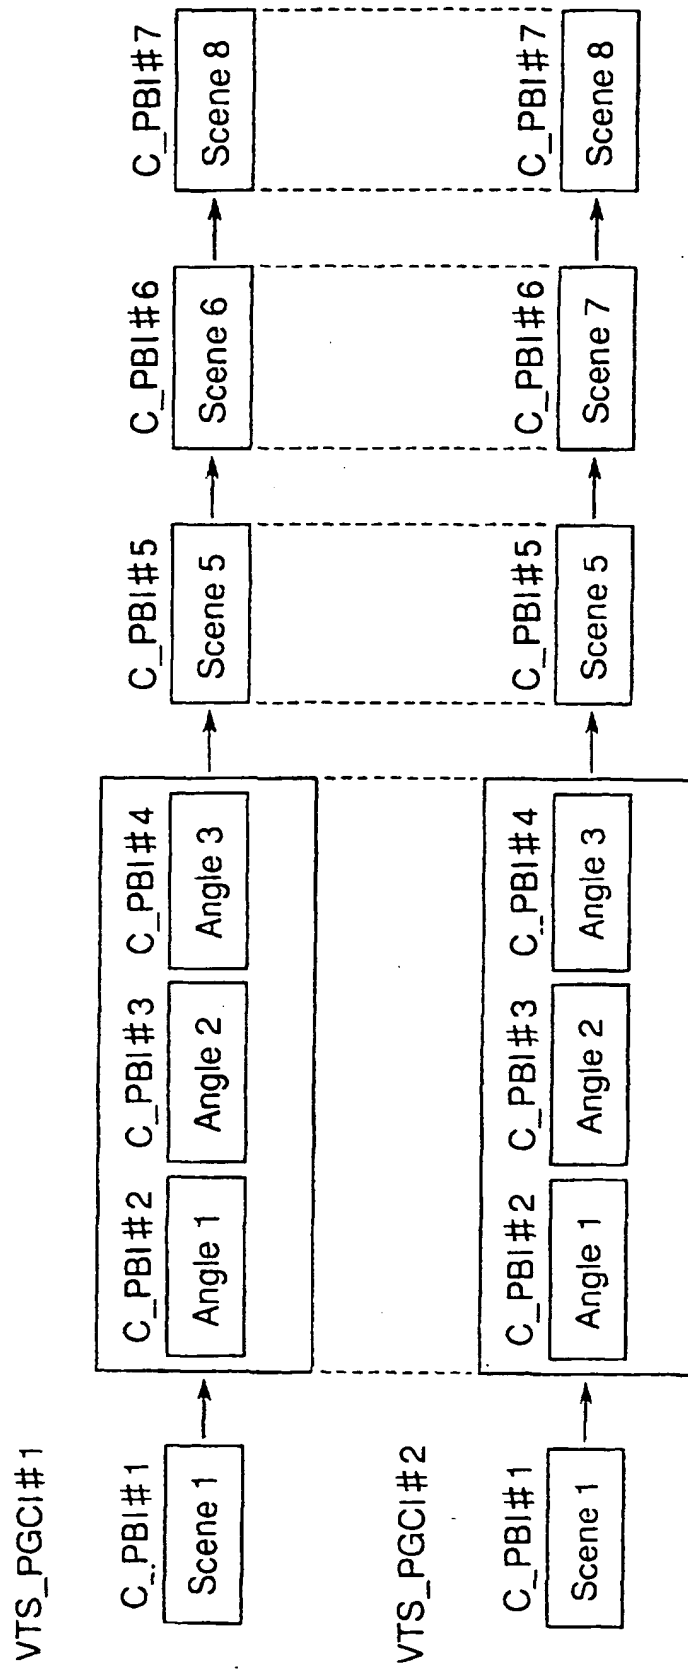 VTS_PGCI#1
C_PBI#1
C_PBI#2
C_PBI#3
C_PBI#4
C_PBI#5
C_PBI#6
C_PBI#7
Scene 1
Angle 1
Angle 2
Angle 3
Scene 5
Scene 6
Scene 8
VTS_PGCI#2
C_PBI#1
C_PBI#2
C_PBI#3
C_PBI#4
C_PBI#5
C_PBI#6
C_PBI#7
Scene 1
Angle 1
Angle 2
Angle 3
Scene 5
Scene 7
Scene 8